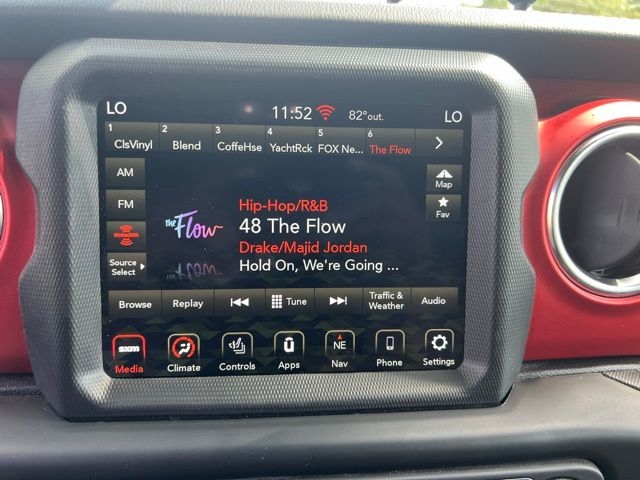 LO 11:52 82°out. LO
1 2 3 4 5 6
ClsVinyl Blend CoffeHse YachtRck FOX Ne... The Flow
AM
Map
FM
Fav
Hip-Hop/R&B
the Flow
48 The Flow
Drake/Majid Jordan
Hold On, We're Going ...
Source
Select
Browse Replay Tune Traffic & Weather Audio
sxm NE
Media Climate Controls Apps Nav Phone Settings